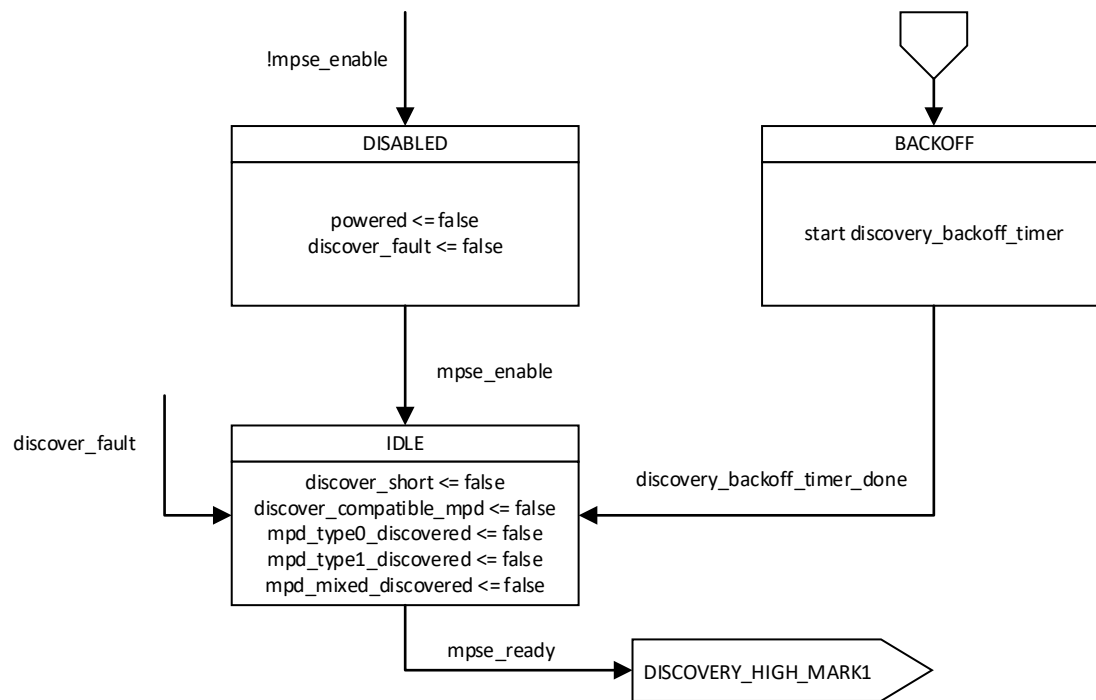 !mpse_enable
DISABLED
powered <= false
discover_fault <= false
BACKOFF
start discovery_backoff_timer
mpse_enable
discover_fault
IDLE
discover_short <= false
discover_compatible_mpd <= false
mpd_type0_discovered <= false
mpd_type1_discovered <= false
mpd_mixed_discovered <= false
discovery_backoff_timer_done
mpse_ready
DISCOVERY_HIGH_MARK1